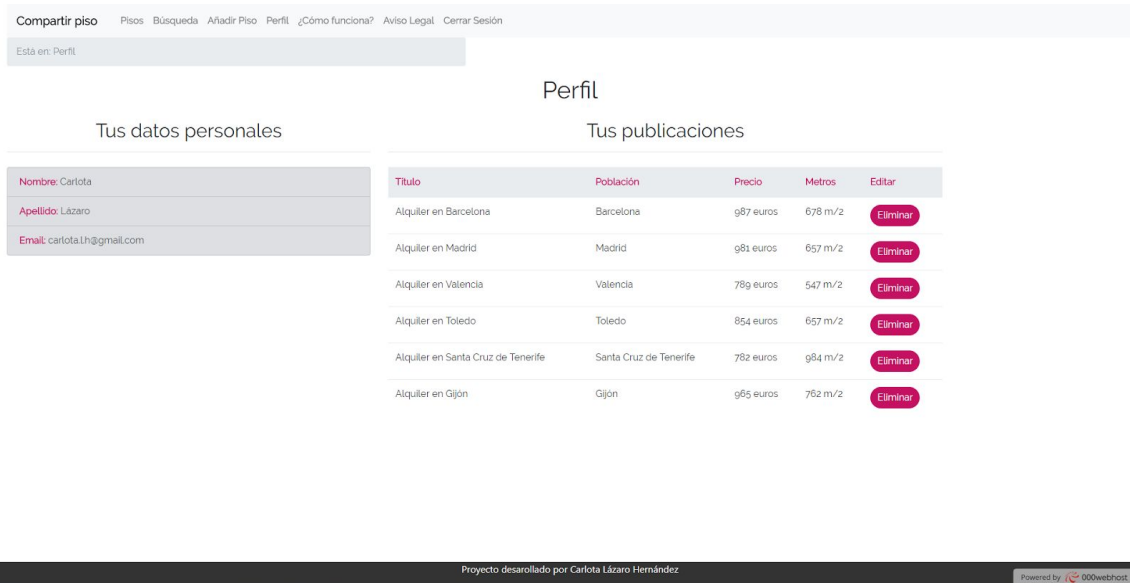 Compartir piso Pisos Búsqueda Añadir Piso Perfil ¿Cómo funciona? Aviso Legal Cerrar Sesión
Está en: Perfil
Perfil
Tus datos personales
Nombre: Carlota
Apellido: Lázaro
Email: carlota.l.h@gmail.com
Tus publicaciones
Título Población Precio Metros Editar
Alquiler en Barcelona Barcelona 987 euros 678 m/2 Eliminar
Alquiler en Madrid Madrid 981 euros 657 m/2 Eliminar
Alquiler en Valencia Valencia 789 euros 547 m/2 Eliminar
Alquiler en Toledo Toledo 854 euros 657 m/2 Eliminar
Alquiler en Santa Cruz de Tenerife Santa Cruz de Tenerife 782 euros 984 m/2 Eliminar
Alquiler en Gijón Gijón 965 euros 762 m/2 Eliminar
Proyecto desarollado por Carlota Lázaro Hernández
Powered by 000webhost